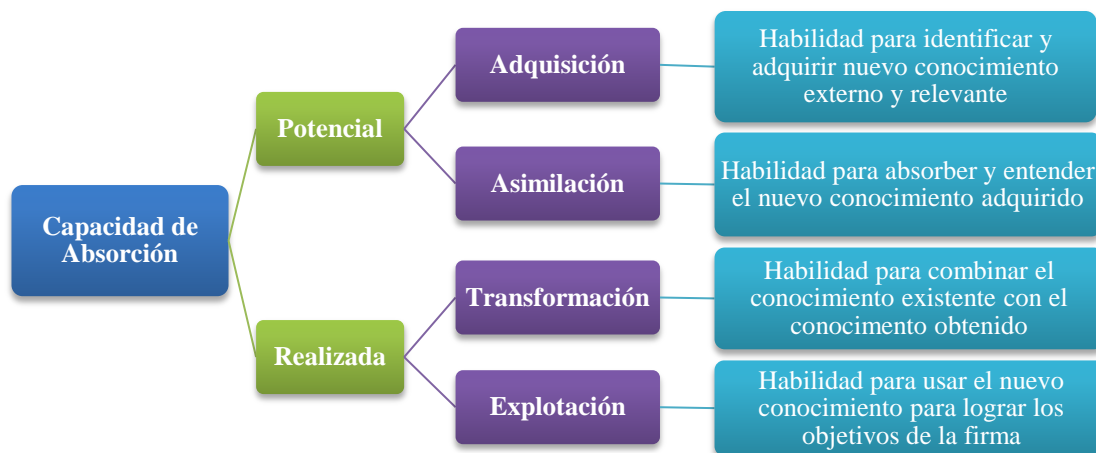 Capacidad de
Absorción
Potencial
Adquisición
Habilidad para identificar y
adquirir nuevo conocimiento
externo y relevante
Asimilación
Habilidad para absorber y entender
el nuevo conocimiento adquirido
Realizada
Transformación
Habilidad para combinar el
conocimiento existente con el
conocimento obtenido
Explotación
Habilidad para usar el nuevo
conocimiento para lograr los
objetivos de la firma